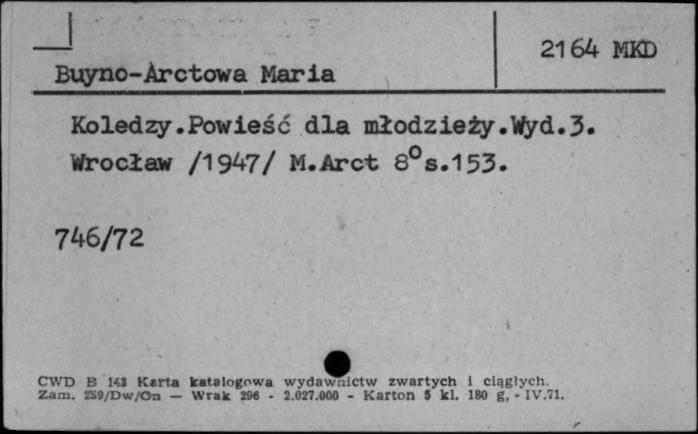 2164 MKD
Buyno-Arctowa Maria
Koledzy.Powieść dla młodzieży.Wyd.3.
Wrocław /1947/ M.Arct 8° s.153.
746/72
CWD B 143 Karta katalogowa wydawnictw zwartych i ciągłych.
Zam. 259/Dw/On — Wrak 296 - 2.027.000 - Karton 5 kl. 180 g, - IV.71.